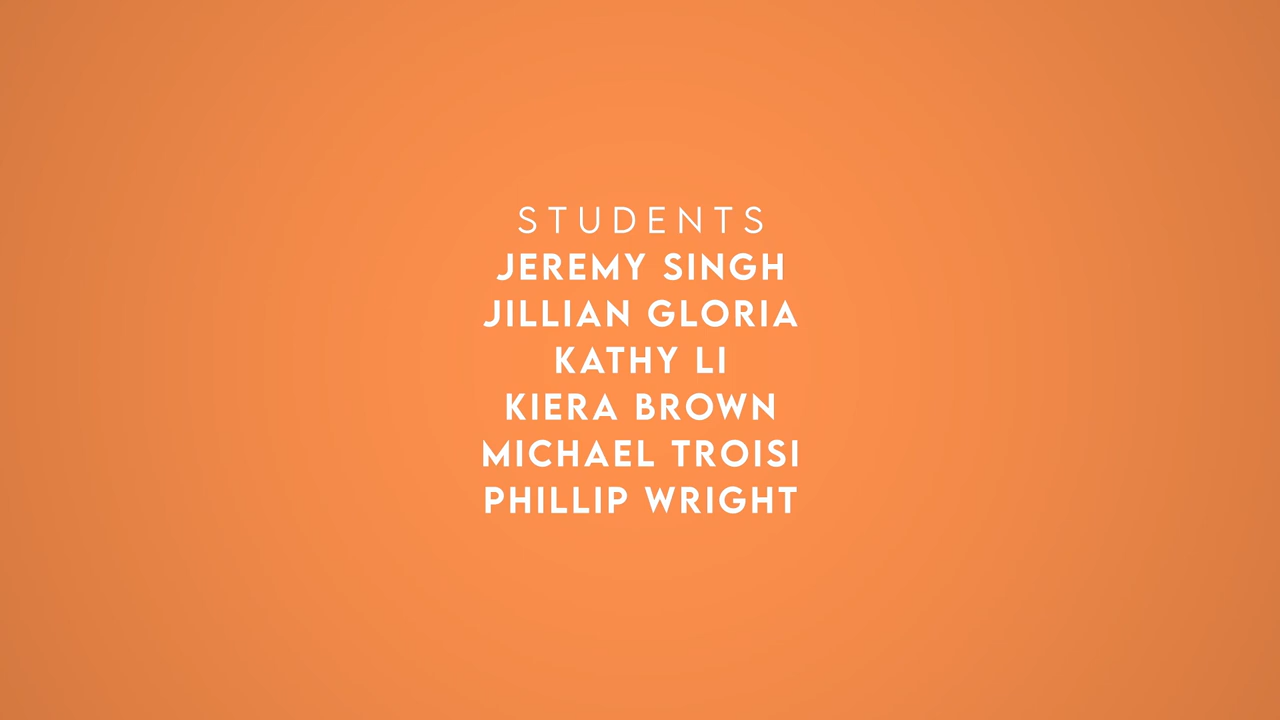 STUDENTS
JEREMY SINGH
JILLIAN GLORIA
KATHY LI
KIERA BROWN
MICHAEL TROISI
PHILLIP WRIGHT